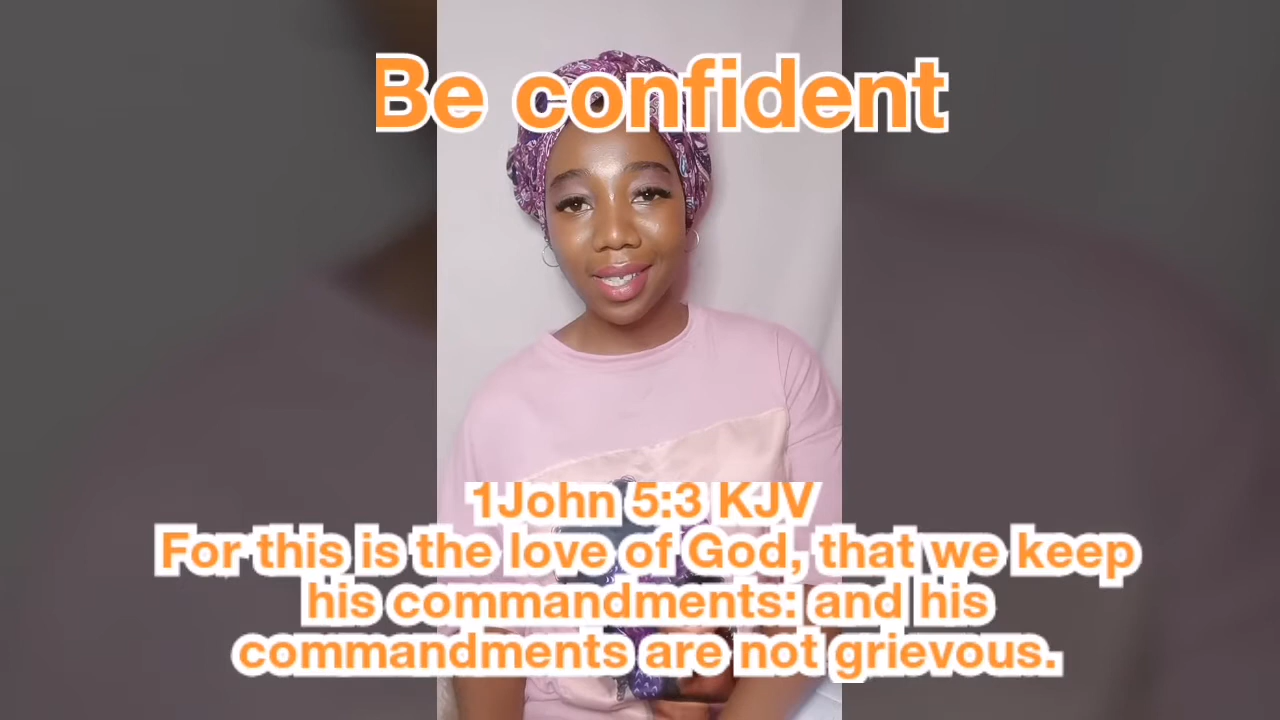 Be confident
1John 5:3 KJV
For this is the love of God, that we keep
his commandments: and his
commandments are not grievous.